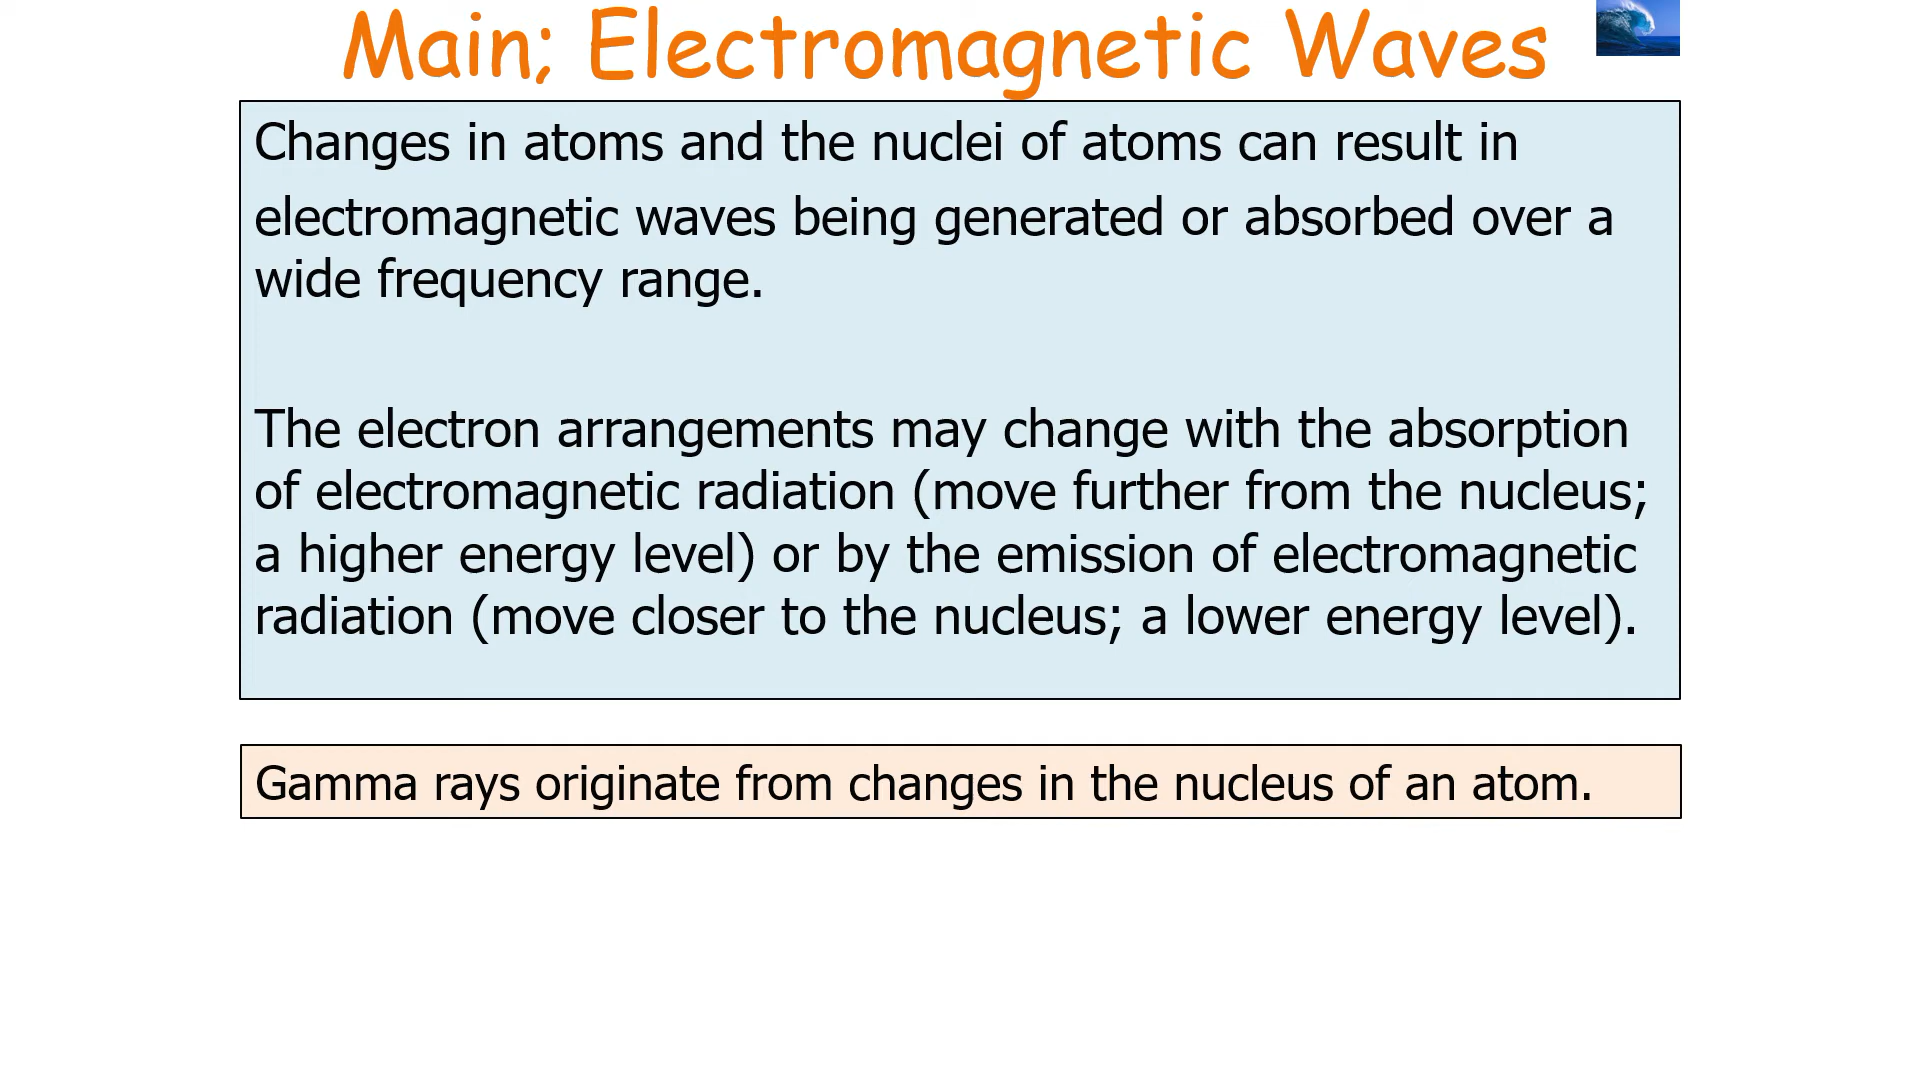 Main; Electromagnetic Waves
Changes in atoms and the nuclei of atoms can result in
electromagnetic waves being generated or absorbed over a
wide frequency range.
The electron arrangements may change with the absorption
of electromagnetic radiation (move further from the nucleus;
a higher energy level) or by the emission of electromagnetic
radiation (move closer to the nucleus; a lower energy level).
Gamma rays originate from changes in the nucleus of an atom.